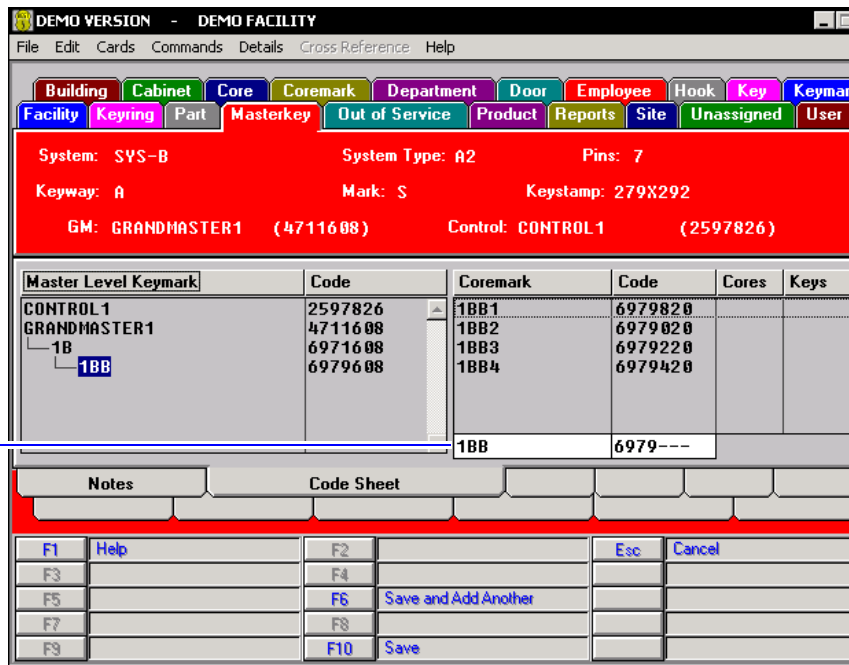 DEMO VERSION - DEMO FACILITY
File Edit Cards Commands Details Cross Reference Help
Building Cabinet Core Coremark Department Door Employee Hook Key Keymar
Facility Keyring Part Masterkey Out of Service Product Reports Site Unassigned User
System: SYS-B System Type: A2 Pins: 7
Keyway: A Mark: S Keystamp: 279X292
GM: GRANDMASTER1 (4711608) Control: CONTROL1 (2597826)
Master Level Keymark Code Coremark Code Cores Keys
CONTROL1 2597826 1BB1 6979820
GRANDMASTER1 4711608 1BB2 6979020
1B 6971608 1BB3 6979220
1BB 6979608 1BB4 6979420
1BB 6979---
Notes Code Sheet
F1 Help F2 Esc Cancel
F3 F4
F5 F6 Save and Add Another
F7 F8
F9 F10 Save